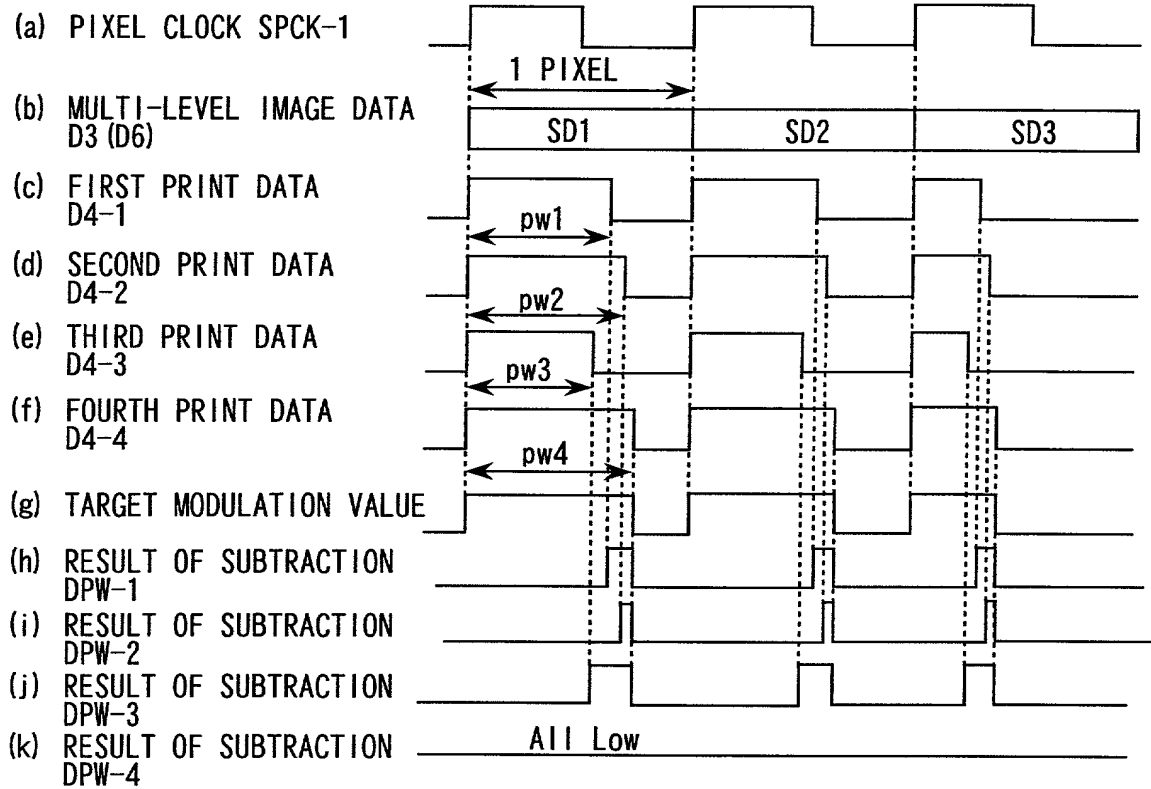 (a) PIXEL CLOCK SPCK-1
1 PIXEL
(b) MULTI-LEVEL IMAGE DATA
D3 (D6)
SD1 SD2 SD3
(c) FIRST PRINT DATA
D4-1
pw1
(d) SECOND PRINT DATA
D4-2
pw2
(e) THIRD PRINT DATA
D4-3
pw3
(f) FOURTH PRINT DATA
D4-4
pw4
(g) TARGET MODULATION VALUE
(h) RESULT OF SUBTRACTION
DPW-1
(i) RESULT OF SUBTRACTION
DPW-2
(j) RESULT OF SUBTRACTION
DPW-3
(k) RESULT OF SUBTRACTION
DPW-4
All Low